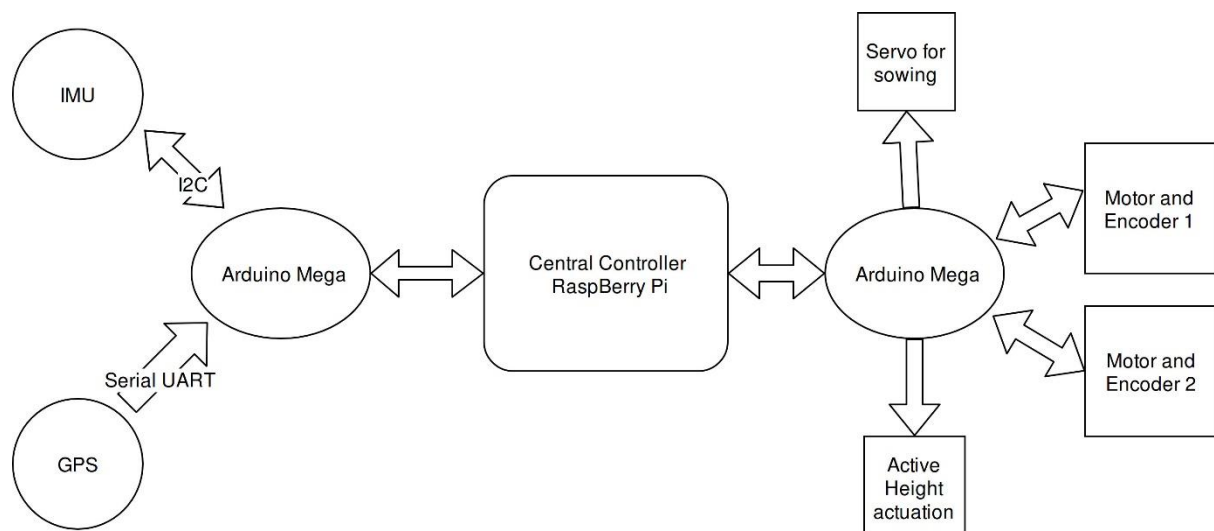 Servo for
sowing
IMU
I2C
Motor and
Encoder 1
Arduino Mega
Central Controller
RaspBerry Pi
Arduino Mega
Serial UART
Motor and
Encoder 2
GPS
Active
Height
actuation